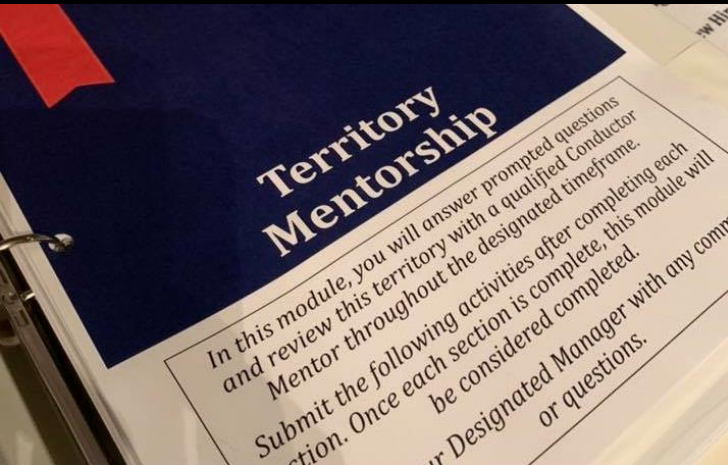 Territory
Mentorship
In this module, you will answer prompted questions
and review this territory with a qualified Conductor
Mentor throughout the designated timeframe.
Submit the following activities after completing each
Once each section is complete, this module will
be considered completed.
Designated Manager with any
or questions.